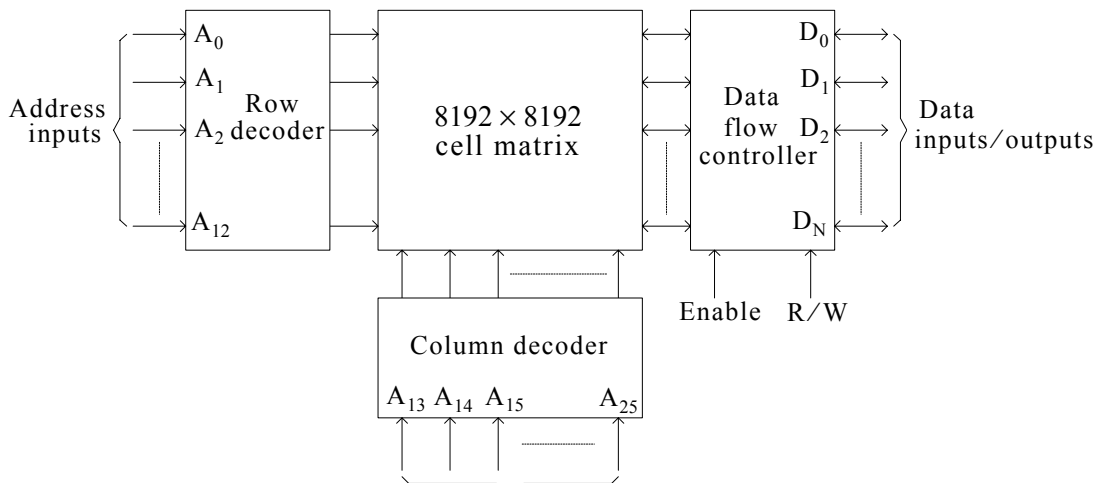 Address
inputs
A₀
A₁
A₂
A₁₂
Row
decoder
8192 × 8192
cell matrix
Data
flow
controller
D₀
D₁
D₂
D_N
Data
inputs/outputs
Enable
R/W
Column decoder
A₁₃ A₁₄ A₁₅ A₂₅